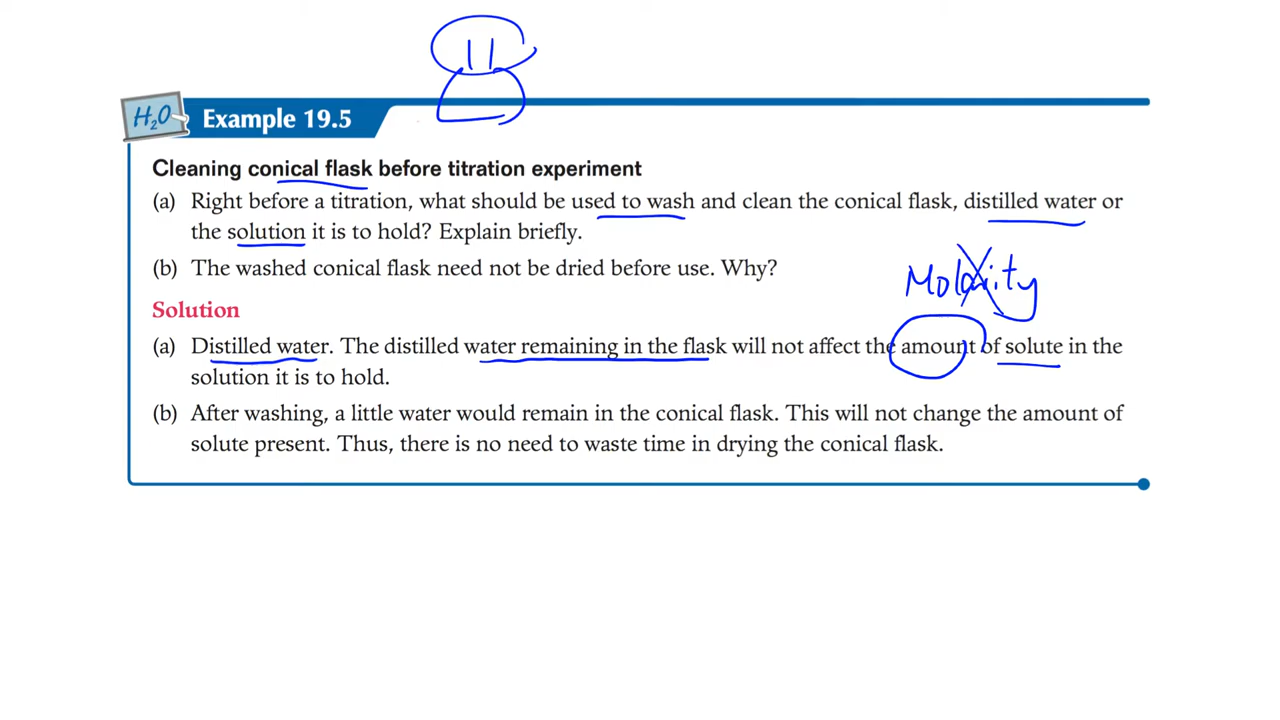 H₂O
Example 19.5
Cleaning conical flask before titration experiment
(a) Right before a titration, what should be used to wash and clean the conical flask, distilled water or
the solution it is to hold? Explain briefly.
(b) The washed conical flask need not be dried before use. Why?
Molarity
Solution
(a) Distilled water. The distilled water remaining in the flask will not affect the amount of solute in the
solution it is to hold.
(b) After washing, a little water would remain in the conical flask. This will not change the amount of
solute present. Thus, there is no need to waste time in drying the conical flask.